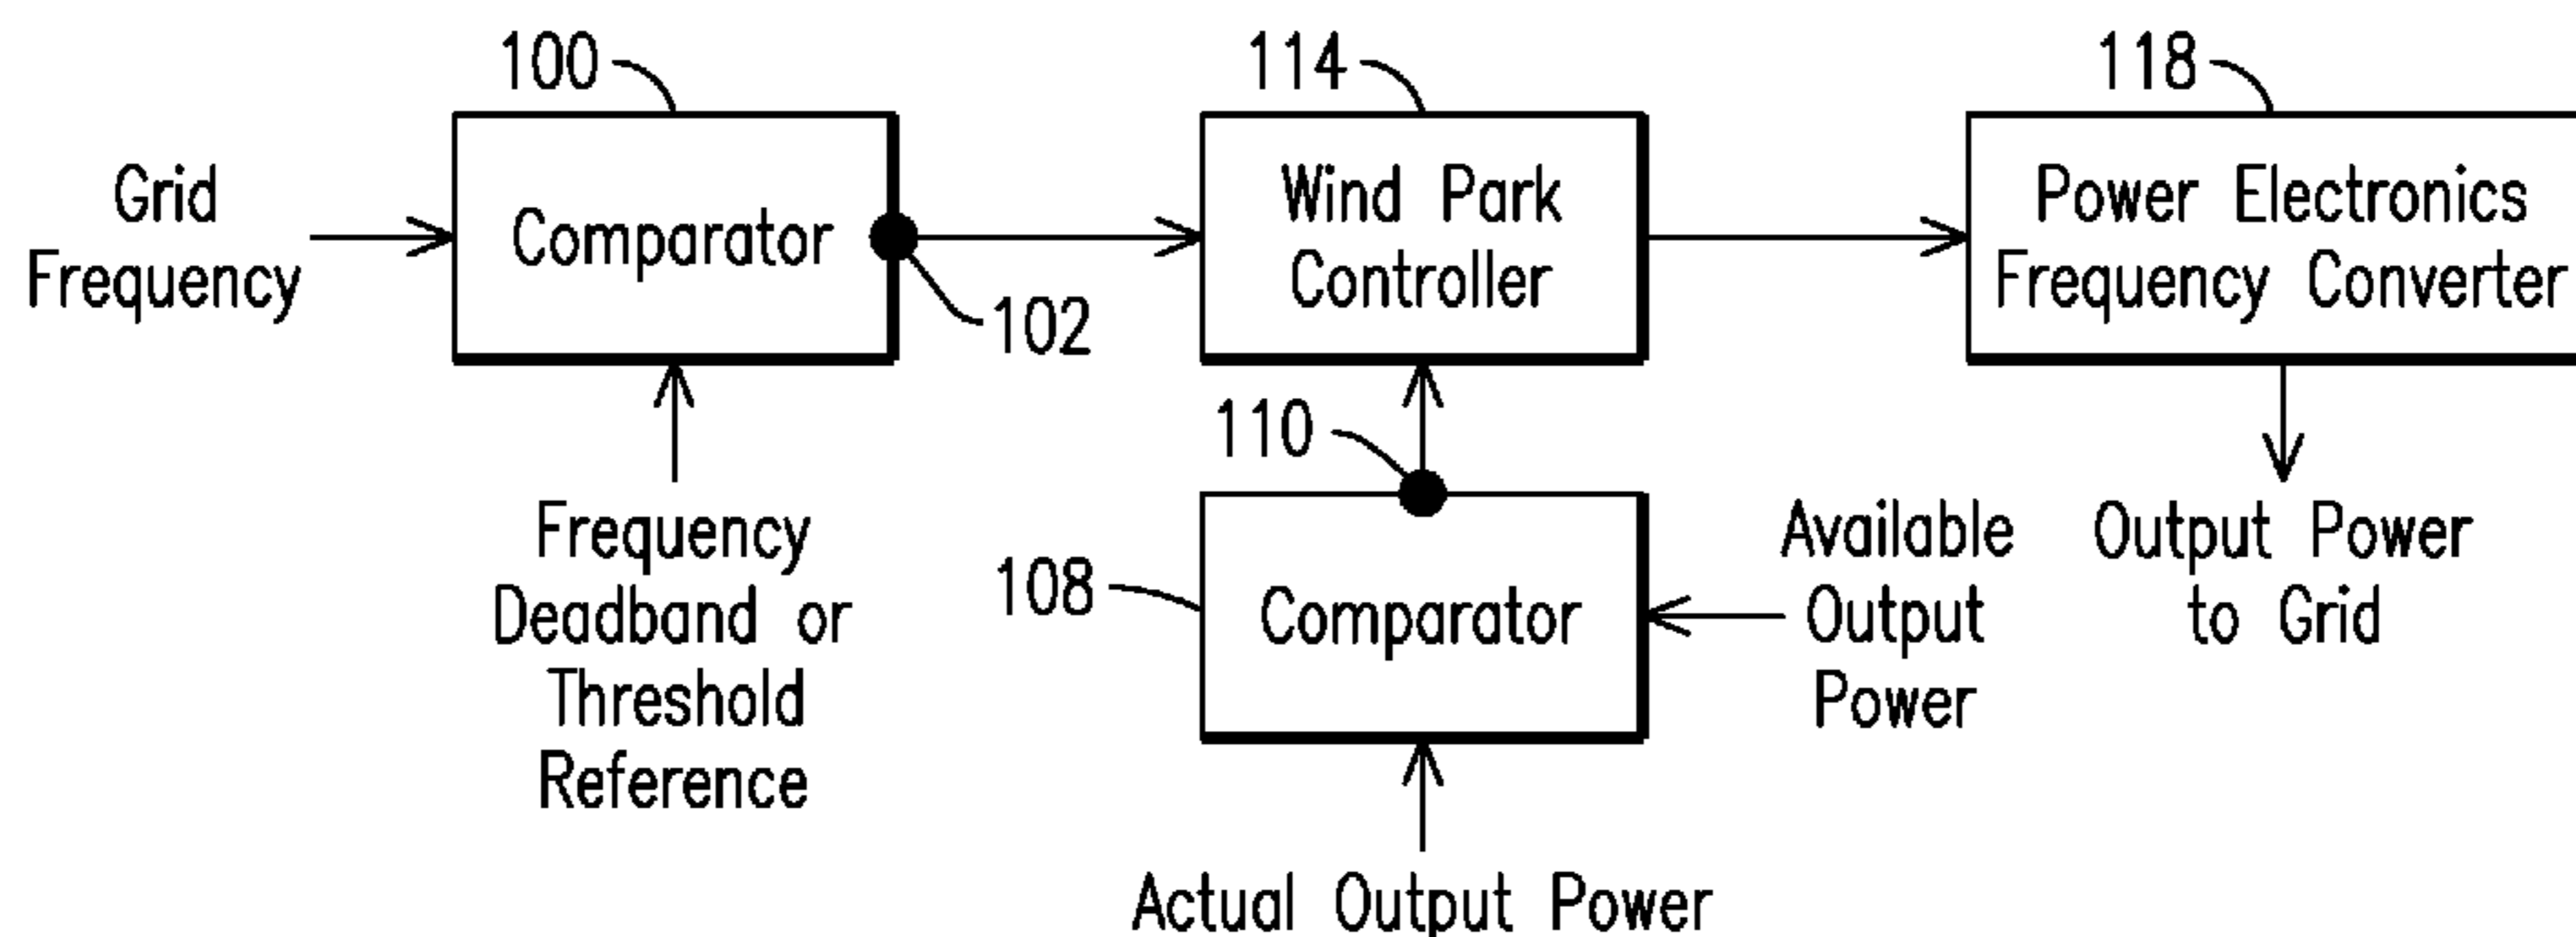 100
114
118
Grid
Frequency
Comparator
Wind Park
Controller
Power Electronics
Frequency Converter
102
110
Frequency
Deadband or
Threshold
Reference
108
Comparator
Available
Output
Power
Output Power
to Grid
Actual Output Power